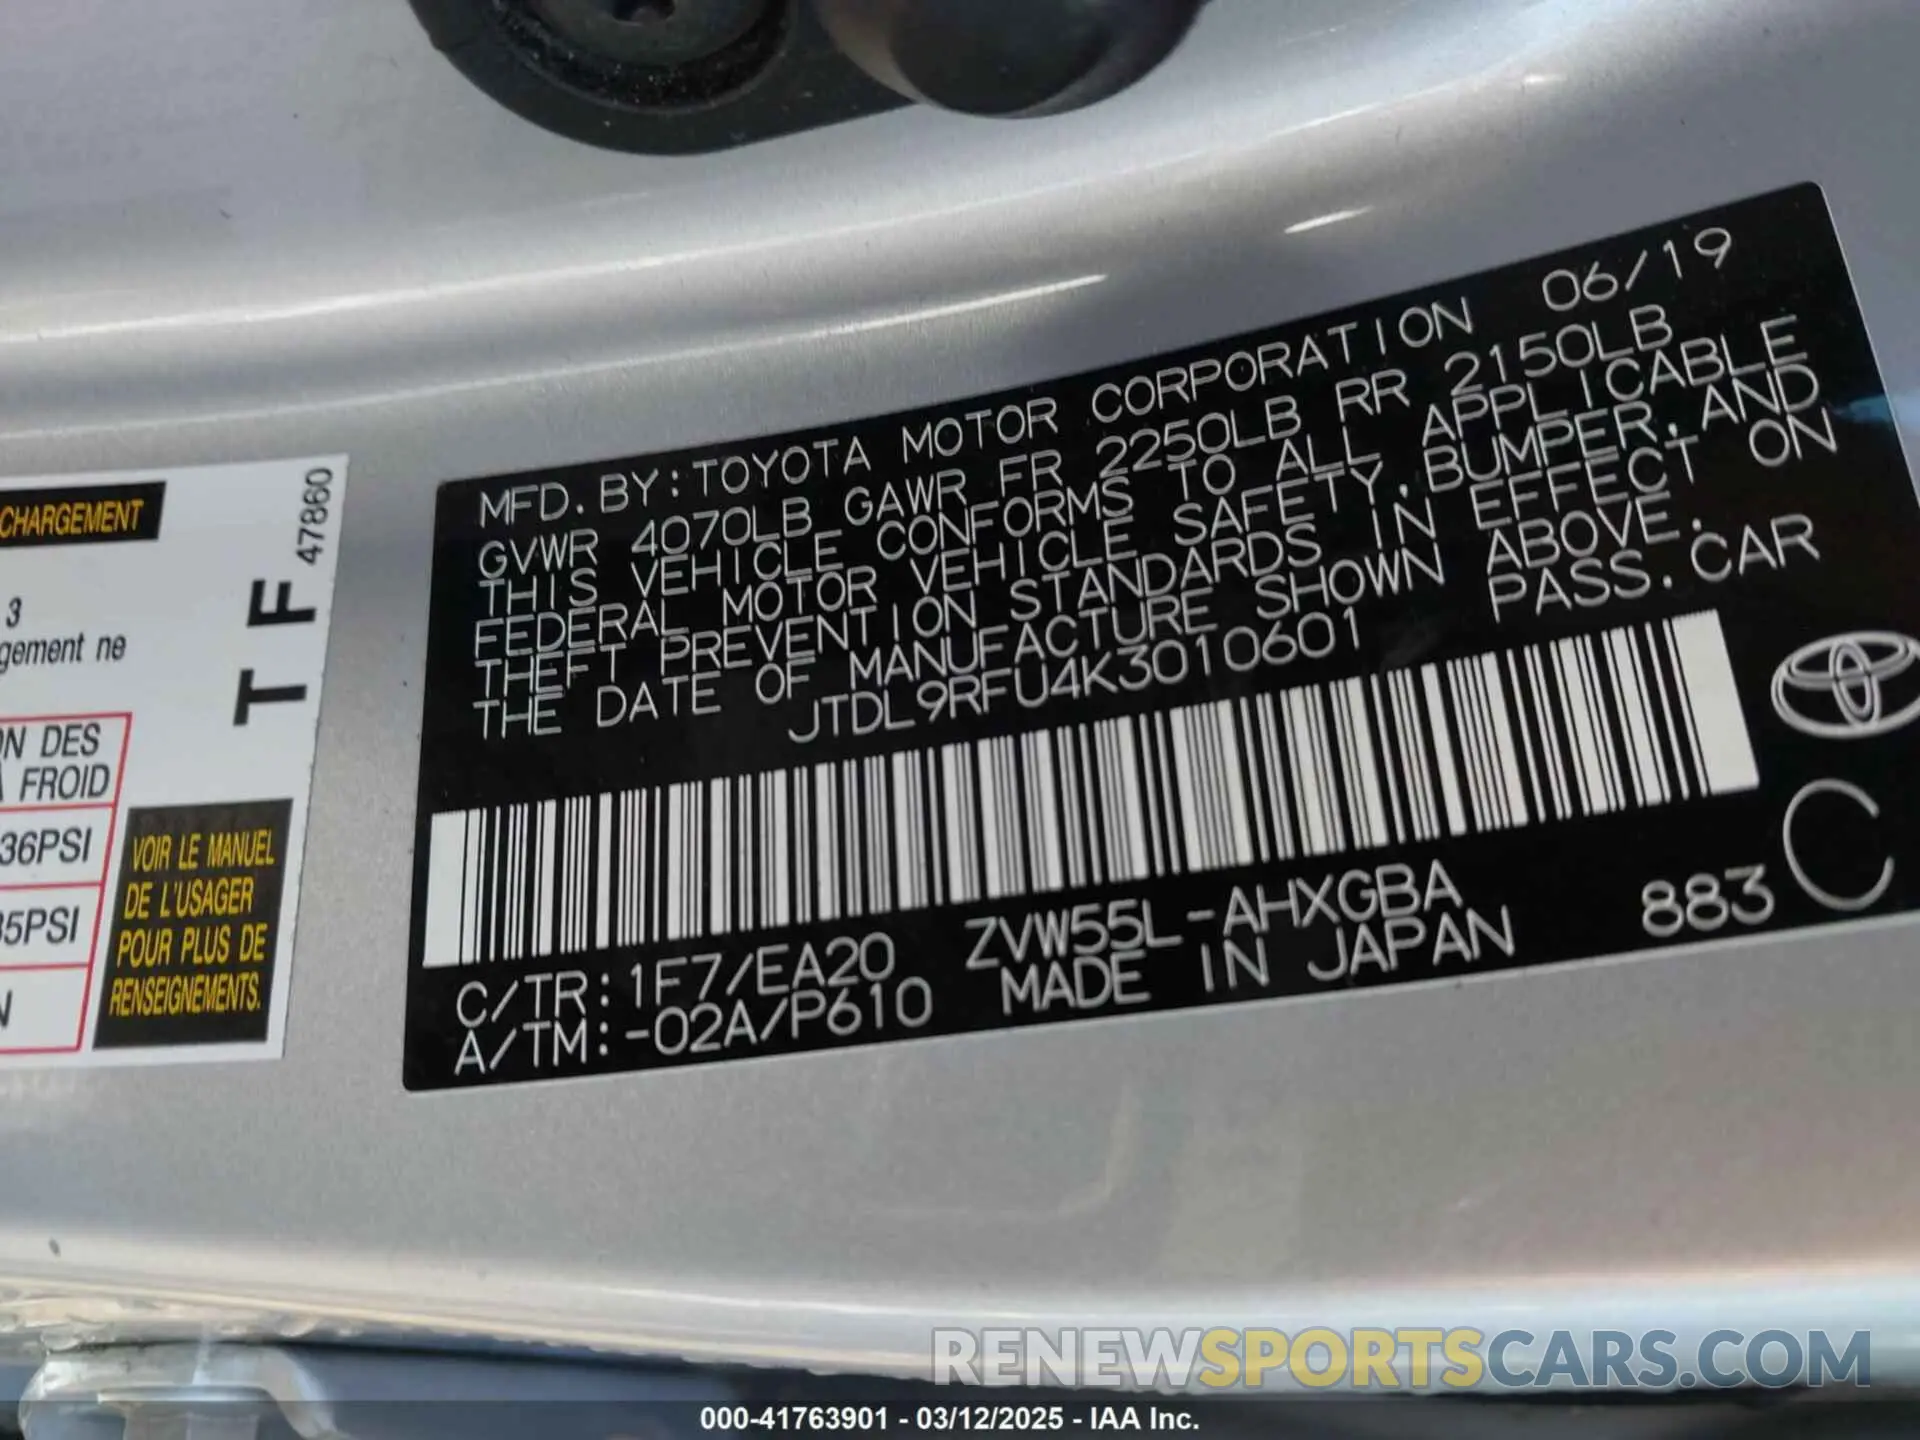 MFD. BY: TOYOTA MOTOR CORPORATION 06/19
GVWR 4070LB GAWR FR 2250LB RR 2150LB
THIS VEHICLE CONFORMS TO ALL APPLICABLE
FEDERAL MOTOR VEHICLE SAFETY, BUMPER, AND
THEFT PREVENTION STANDARDS IN EFFECT ON
THE DATE OF MANUFACTURE SHOWN ABOVE.
JTDL9RFU4K3010601 PASS. CAR
C/TR: 1F7/EA20 ZVW55L-AHXGBA
A/TM: -02A/P610 MADE IN JAPAN 883 C
CHARGEMENT
3
gement ne
ON DES
À FROID
36PSI
35PSI
N
T F 47860
VOIR LE MANUEL
DE L'USAGER
POUR PLUS DE
RENSEIGNEMENTS.
RENEWSPORTSCARS.COM
000-41763901 - 03/12/2025 - IAA Inc.